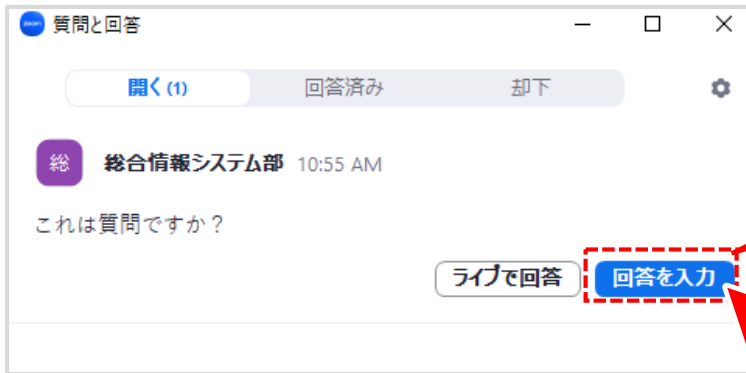 zoom 質問と回答
開く (1) 回答済み 却下
総 総合情報システム部 10:55 AM
これは質問ですか？
ライブで回答 回答を入力